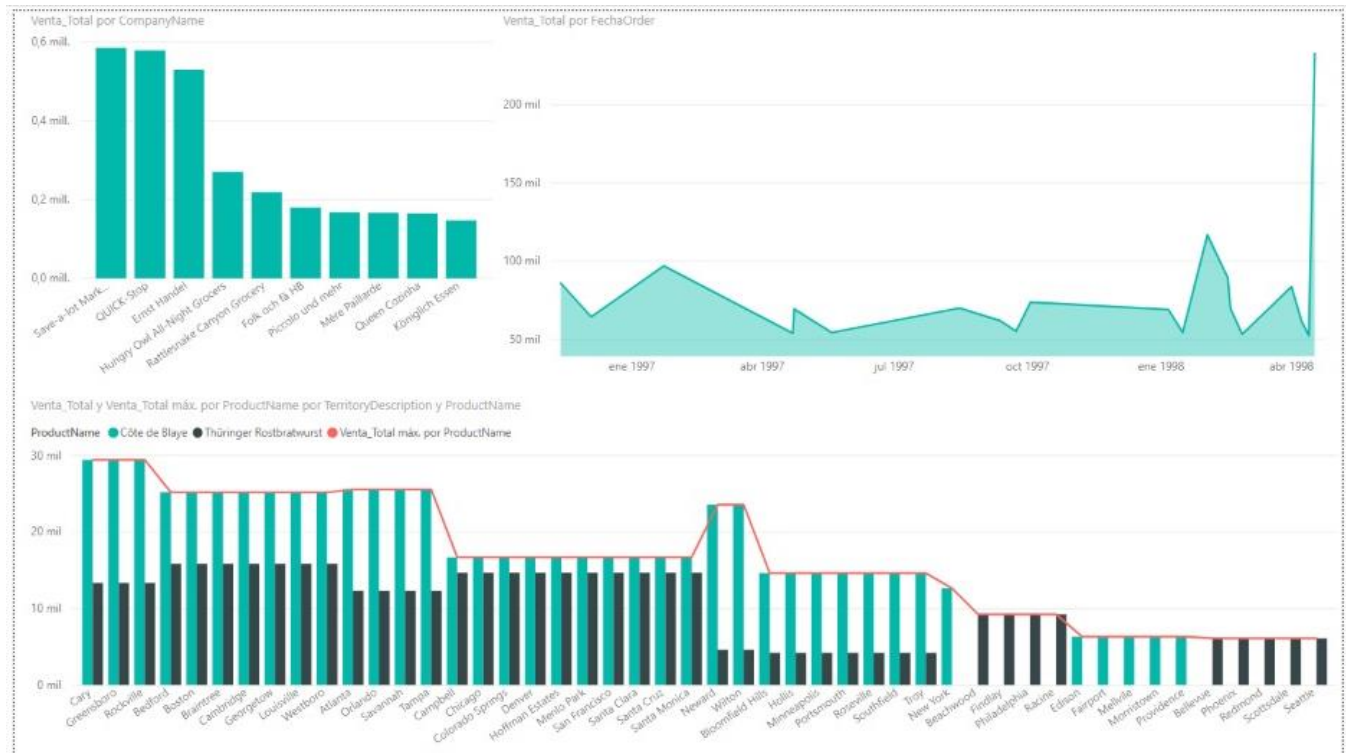 Venta_Total por CompanyName
0,6 mill.
0,4 mill.
0,2 mill.
0,0 mill.
Save-a-lot Mark...
QUICK-Stop
Ernst Handel
Hungry Owl All-Night Grocers
Rattlesnake Canyon Grocery
Folk och fä HB
Piccolo und mehr
Mère Paillarde
Queen Cozinha
Königlich Essen
Venta_Total por FechaOrder
200 mil
150 mil
100 mil
50 mil
ene 1997
abr 1997
jul 1997
oct 1997
ene 1998
abr 1998
Venta_Total y Venta_Total máx. por ProductName por TerritoryDescription y ProductName
ProductName Côte de Blaye Thüringer Rostbratwurst Venta_Total máx. por ProductName
30 mil
20 mil
10 mil
0 mil
Cary
Greensboro
Rockville
Bedford
Boston
Braintree
Cambridge
Georgetow
Louisville
Westboro
Atlanta
Orlando
Savannah
Tampa
Campbell
Chicago
Colorado Springs
Denver
Hoffman Estates
Menlo Park
San Francisco
Santa Clara
Santa Cruz
Santa Monica
Neward
Wilton
Bloomfield Hills
Hollis
Minneapolis
Portsmouth
Roseville
Southfield
Troy
New York
Beachwood
Findlay
Philadelphia
Racine
Edison
Fairport
Mellvile
Morristown
Providence
Bellevue
Phoenix
Redmond
Scottsdale
Seattle